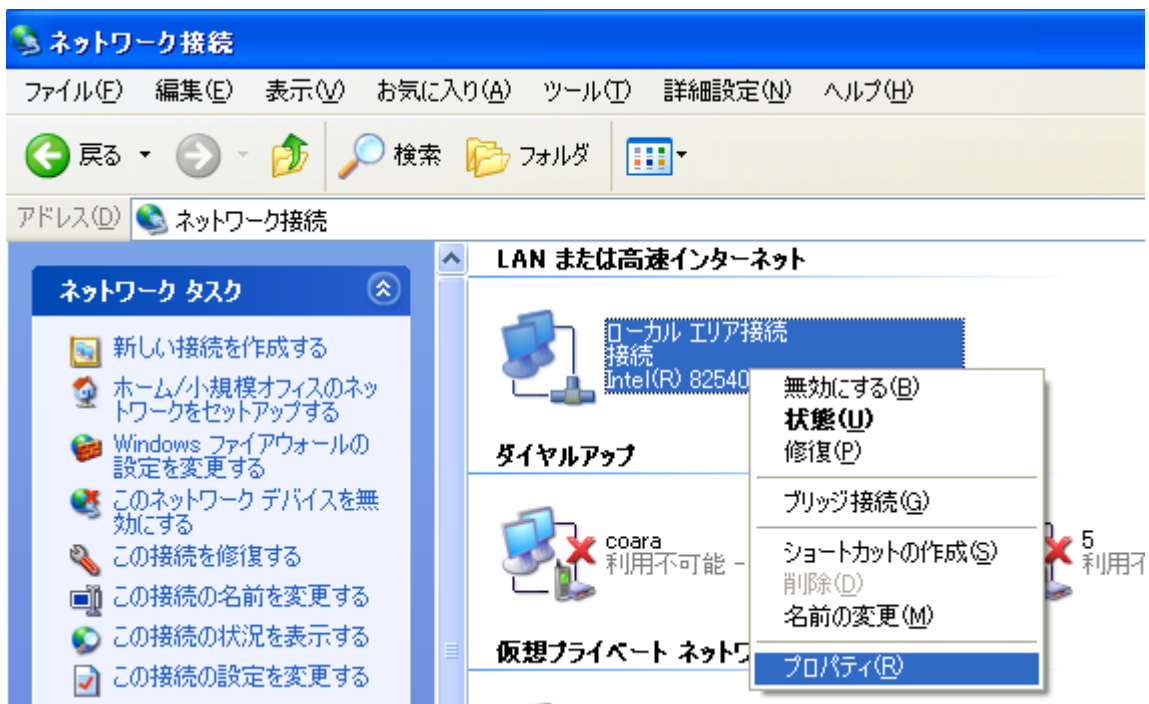 ネットワーク接続
ファイル(F) 編集(E) 表示(V) お気に入り(A) ツール(T) 詳細設定(N) ヘルプ(H)
戻る 検索 フォルダ
アドレス(D) ネットワーク接続
ネットワーク タスク
新しい接続を作成する
ホーム/小規模オフィスのネッ
トワークをセットアップする
Windows ファイアウォールの
設定を変更する
このネットワーク デバイスを無
効にする
この接続を修復する
この接続の名前を変更する
この接続の状況を表示する
この接続の設定を変更する
LAN または高速インターネット
ローカル エリア接続
接続
Intel(R) 82540
ダイヤルアップ
coara
利用不可能 -
5
利用不
仮想プライベート ネットワ
無効にする(B)
状態(U)
修復(P)
ブリッジ接続(G)
ショートカットの作成(S)
削除(D)
名前の変更(M)
プロパティ(R)